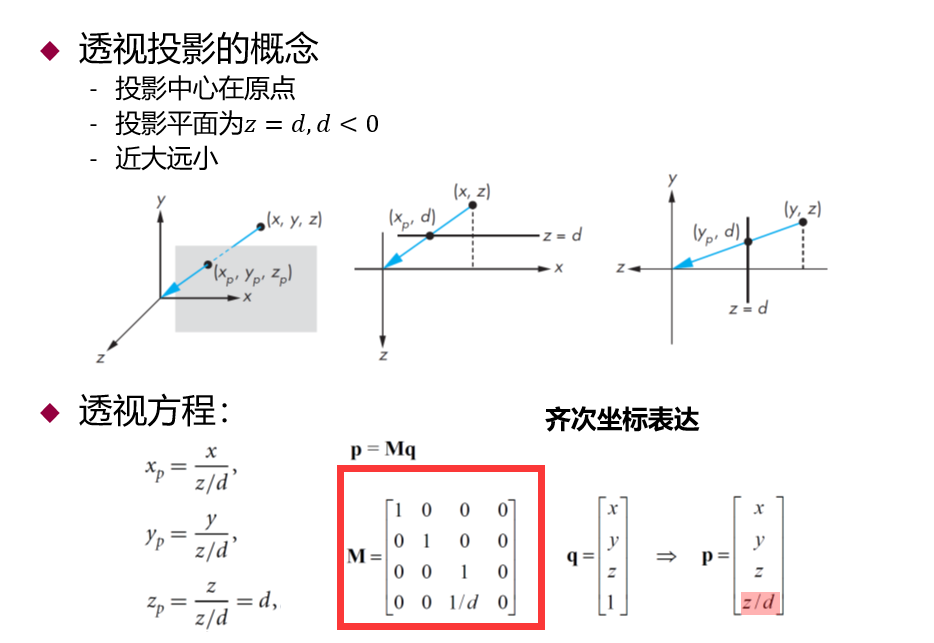 ◆ 透视投影的概念
- 投影中心在原点
- 投影平面为z = d, d < 0
- 近大远小
y
(x, y, z)
(xₚ, yₚ, zₚ)
x
z
(x, z)
(xₚ, d)
z = d
x
z
y
(y, z)
(yₚ, d)
z
z = d
◆ 透视方程：
齐次坐标表达
xₚ = x / (z/d),
yₚ = y / (z/d),
zₚ = z / (z/d) = d,
p = Mq
M = [1 0 0 0
0 1 0 0
0 0 1 0
0 0 1/d 0]
q = [x
y
z
1]
⇒ p = [x
y
z
z/d]